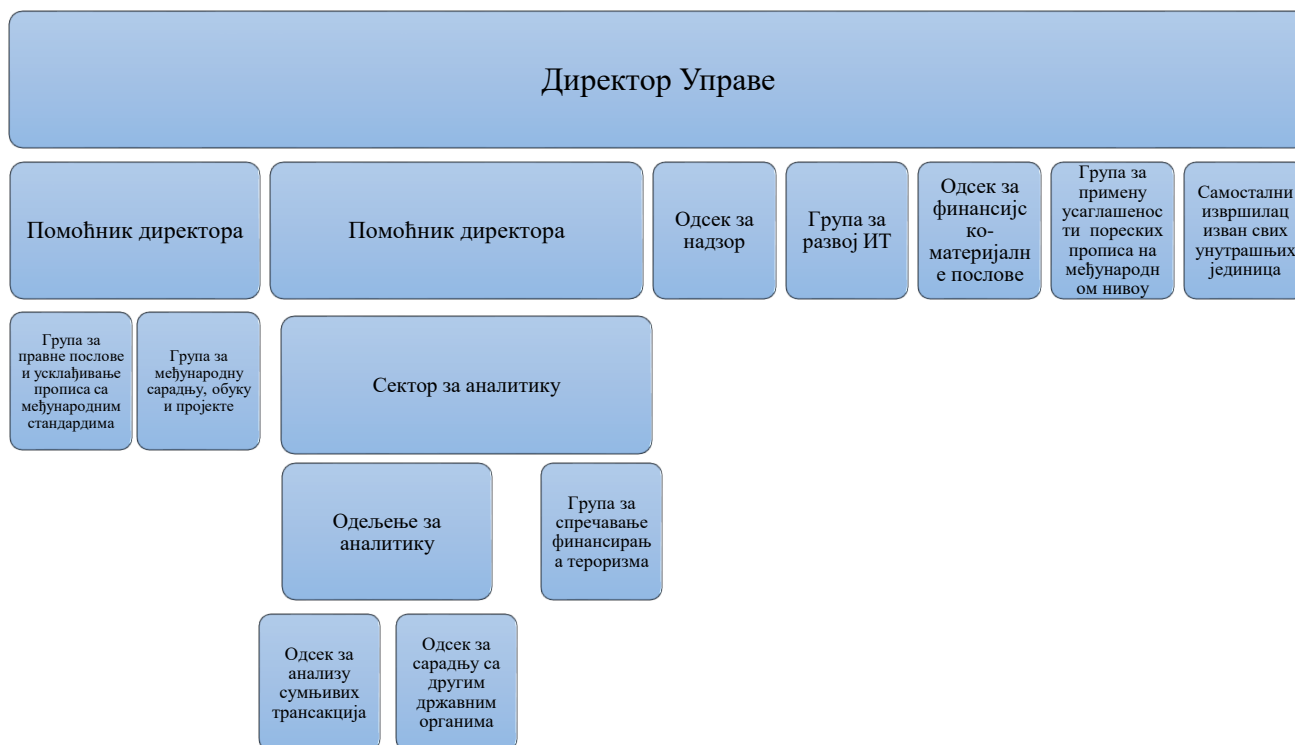 Директор Управе
Помоћник директора
Помоћник директора
Одсек за
надзор
Група за
развој ИТ
Одсек за
финансијс
ко-
материјалн
е послове
Група за
примену
усаглашенос
ти пореских
прописа на
међународн
ом нивоу
Самостални
извршилац
изван свих
унутрашњих
јединица
Група за
правне послове
и усклађивање
прописа са
међународним
стандардима
Група за
међународну
сарадњу, обуку
и пројекте
Сектор за аналитику
Одељење за
аналитику
Група за
спречавање
финансирањ
а тероризма
Одсек за
анализу
сумњивих
трансакција
Одсек за
сарадњу са
другим
државним
органима